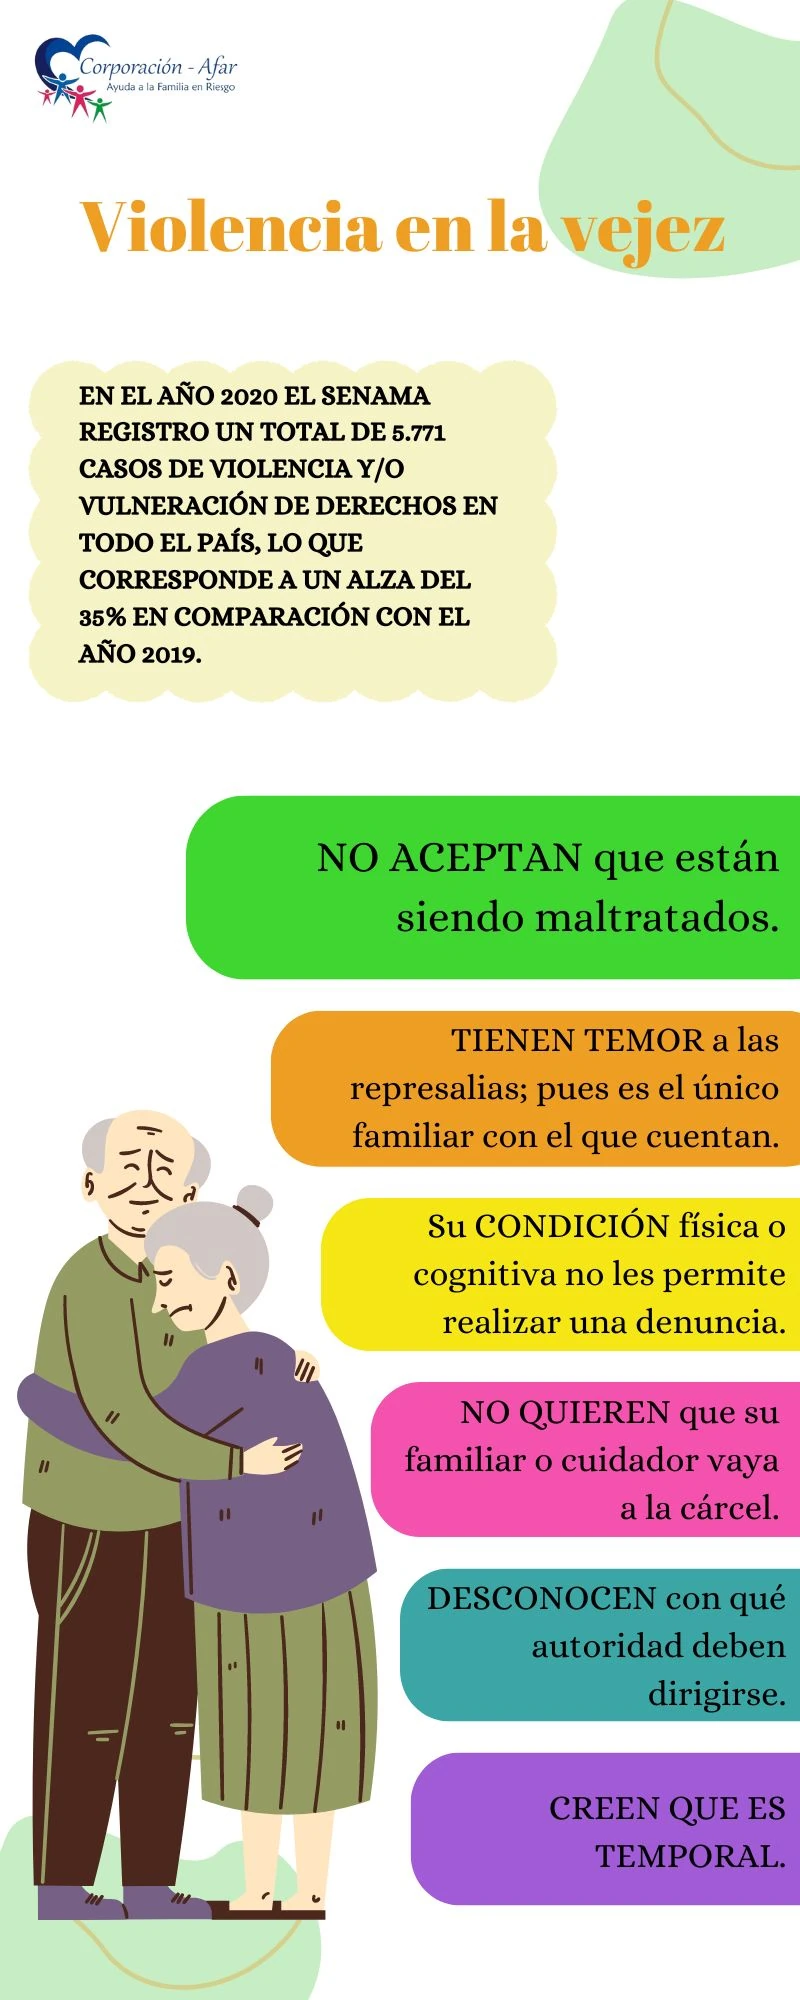 Corporación - Afar
Ayuda a la Familia en Riesgo
Violencia en la vejez
EN EL AÑO 2020 EL SENAMA
REGISTRO UN TOTAL DE 5.771
CASOS DE VIOLENCIA Y/O
VULNERACIÓN DE DERECHOS EN
TODO EL PAÍS, LO QUE
CORRESPONDE A UN ALZA DEL
35% EN COMPARACIÓN CON EL
AÑO 2019.
NO ACEPTAN que están
siendo maltratados.
TIENEN TEMOR a las
represalias; pues es el único
familiar con el que cuentan.
Su CONDICIÓN física o
cognitiva no les permite
realizar una denuncia.
NO QUIEREN que su
familiar o cuidador vaya
a la cárcel.
DESCONOCEN con qué
autoridad deben
dirigirse.
CREEN QUE ES
TEMPORAL.